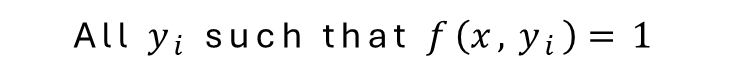 All yᵢ such that f(x, yᵢ) = 1